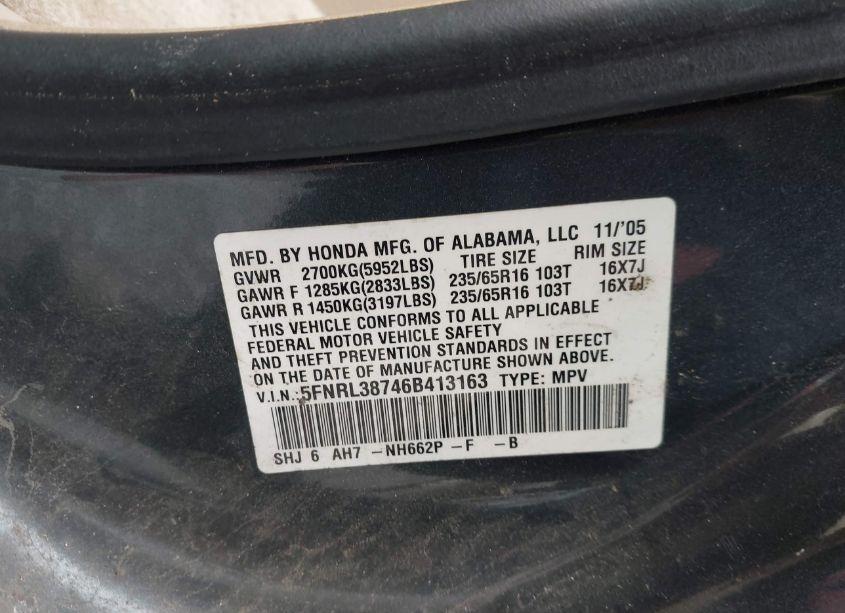 MFD. BY HONDA MFG. OF ALABAMA, LLC 11/'05
GVWR 2700KG(5952LBS) TIRE SIZE RIM SIZE
GAWR F 1285KG(2833LBS) 235/65R16 103T 16X7J
GAWR R 1450KG(3197LBS) 235/65R16 103T 16X7J
THIS VEHICLE CONFORMS TO ALL APPLICABLE
FEDERAL MOTOR VEHICLE SAFETY
AND THEFT PREVENTION STANDARDS IN EFFECT
ON THE DATE OF MANUFACTURE SHOWN ABOVE.
V.I.N.:5FNRL38746B413163 TYPE: MPV
SHJ 6 AH7 -NH662P -F -B